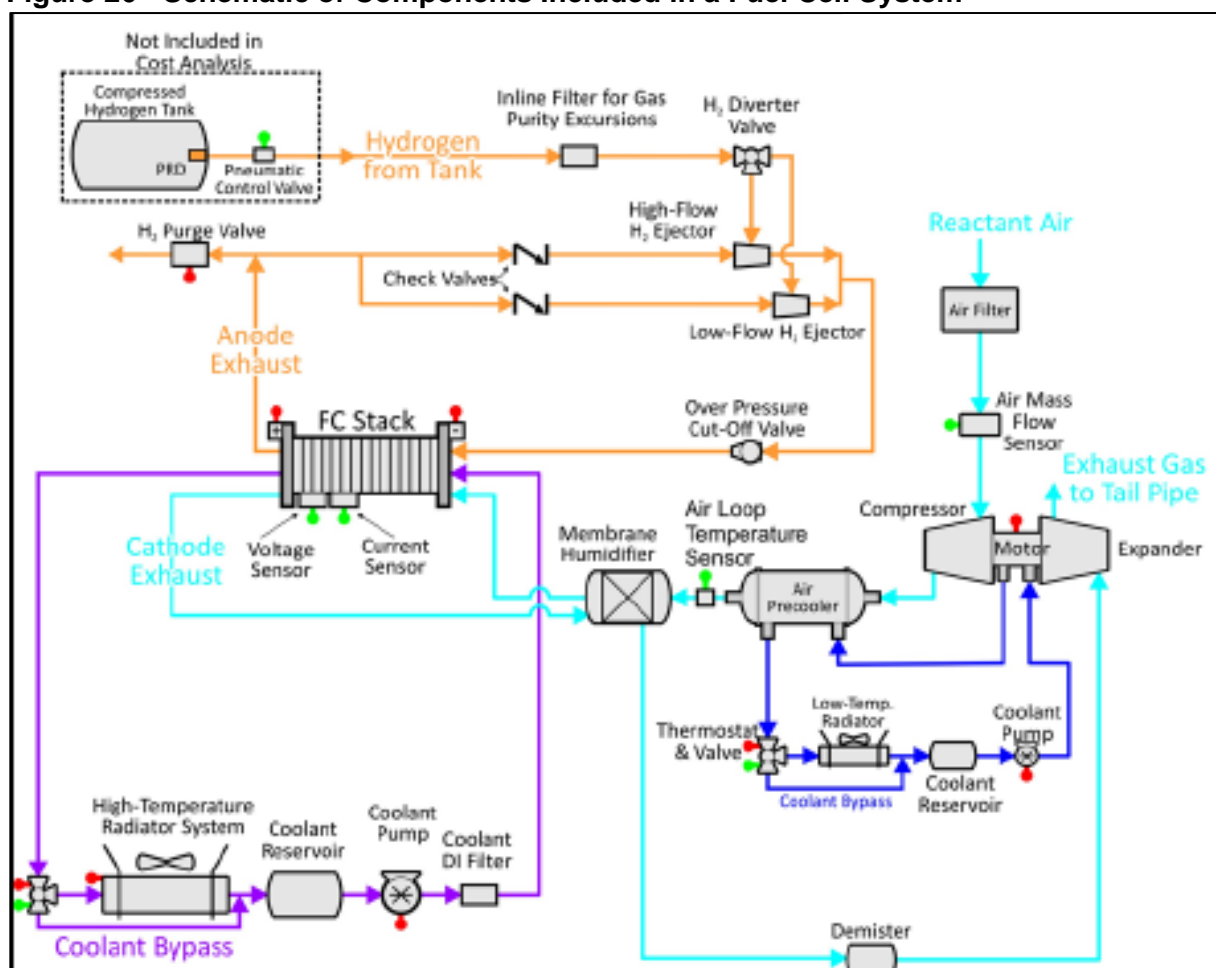 Figure 20 - Schematic of Components Included in a Fuel Cell System
Not Included in
Cost Analysis
Compressed
Hydrogen Tank
PRD
Pneumatic
Control Valve
Hydrogen
from Tank
Inline Filter for Gas
Purity Excursions
H₂ Diverter
Valve
H₂ Purge Valve
High-Flow
H₂ Ejector
Check Valves
Low-Flow H₂ Ejector
Reactant Air
Air Filter
Anode
Exhaust
FC Stack
+
-
Over Pressure
Cut-Off Valve
Air Mass
Flow
Sensor
Exhaust Gas
to Tail Pipe
Compressor
Motor
Expander
Cathode
Exhaust
Voltage
Sensor
Current
Sensor
Membrane
Humidifier
Air Loop
Temperature
Sensor
Air
Precooler
Thermostat
& Valve
Low-Temp.
Radiator
Coolant
Pump
Coolant
Reservoir
Coolant Bypass
High-Temperature
Radiator System
Coolant
Reservoir
Coolant
Pump
Coolant
DI Filter
Coolant Bypass
Demister